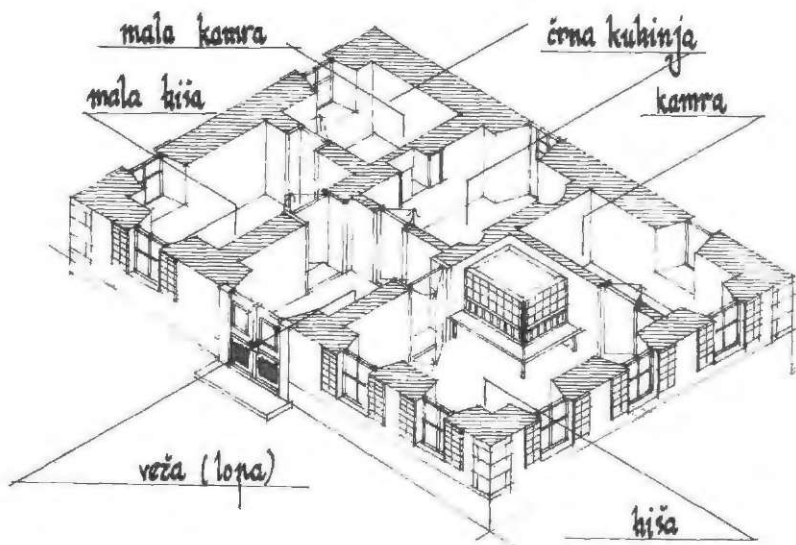 mala kamra
črna kuhinja
mala hiša
kamra
veža (lopa)
hiša